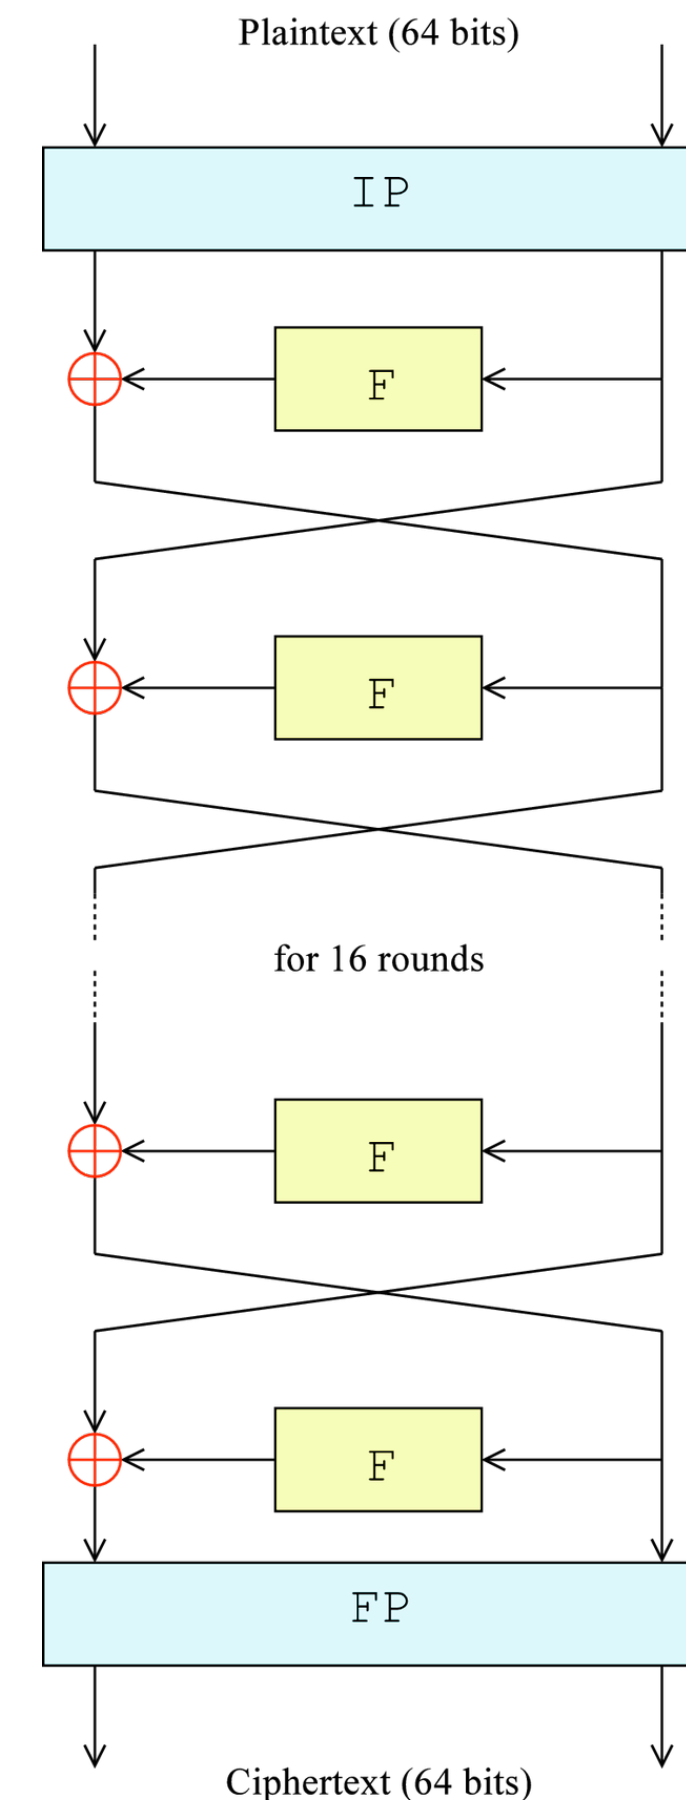 Plaintext (64 bits)
IP
F
F
for 16 rounds
F
F
FP
Ciphertext (64 bits)